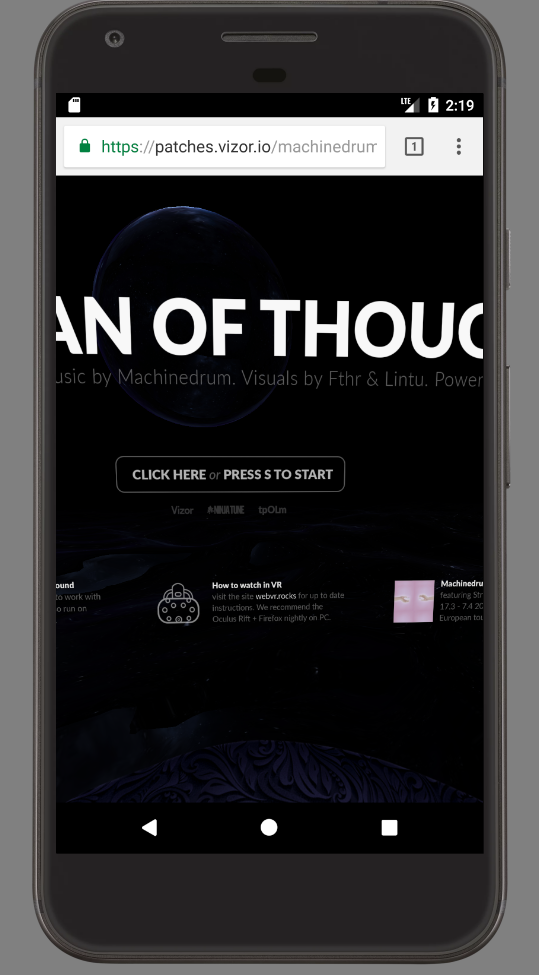 LTE 2:19
https://patches.vizor.io/machinedrum
1
AN OF THOUG
usic by Machinedrum. Visuals by Fthr & Lintu. Power
CLICK HERE or PRESS S TO START
Vizor NINJA TUNE tpOLm
ound
to work with
o run on
How to watch in VR
visit the site webvr.rocks for up to date
instructions. We recommend the
Oculus Rift + Firefox nightly on PC.
Machinedru
featuring Str
17.3 - 7.4 20
European tou